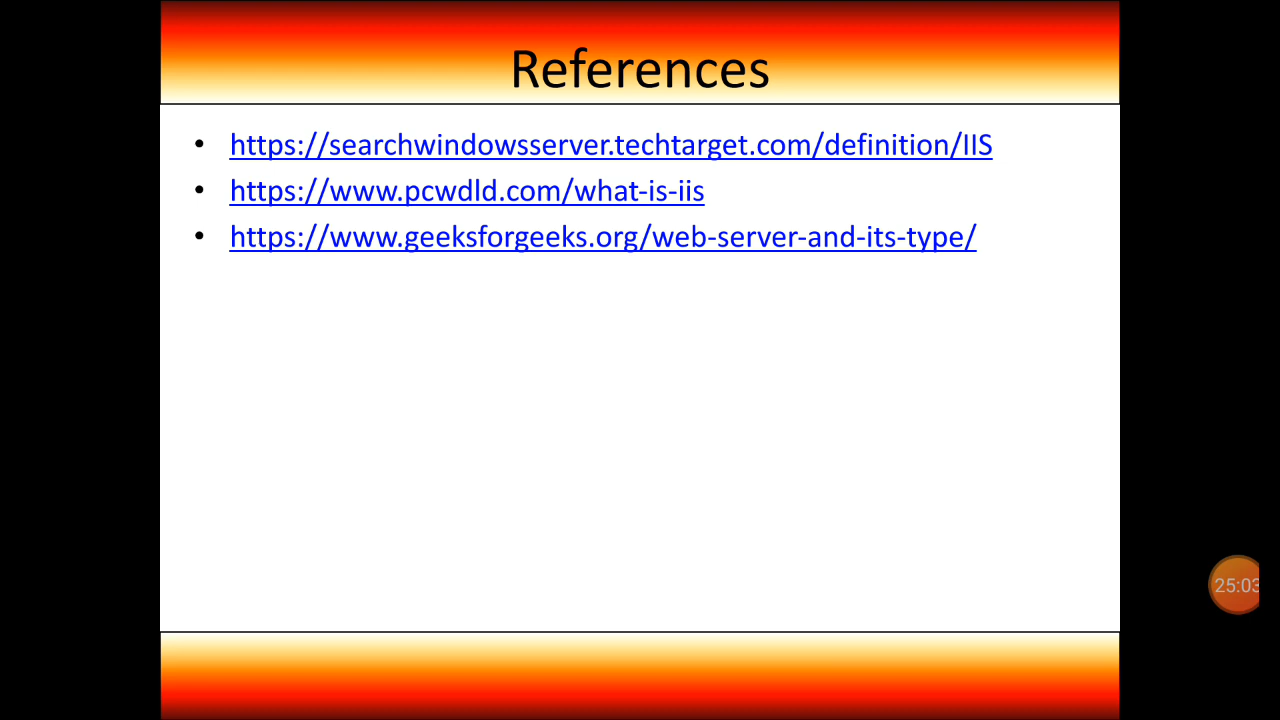 References
• https://searchwindowsserver.techtarget.com/definition/IIS
• https://www.pcwdld.com/what-is-iis
• https://www.geeksforgeeks.org/web-server-and-its-type/
25:03